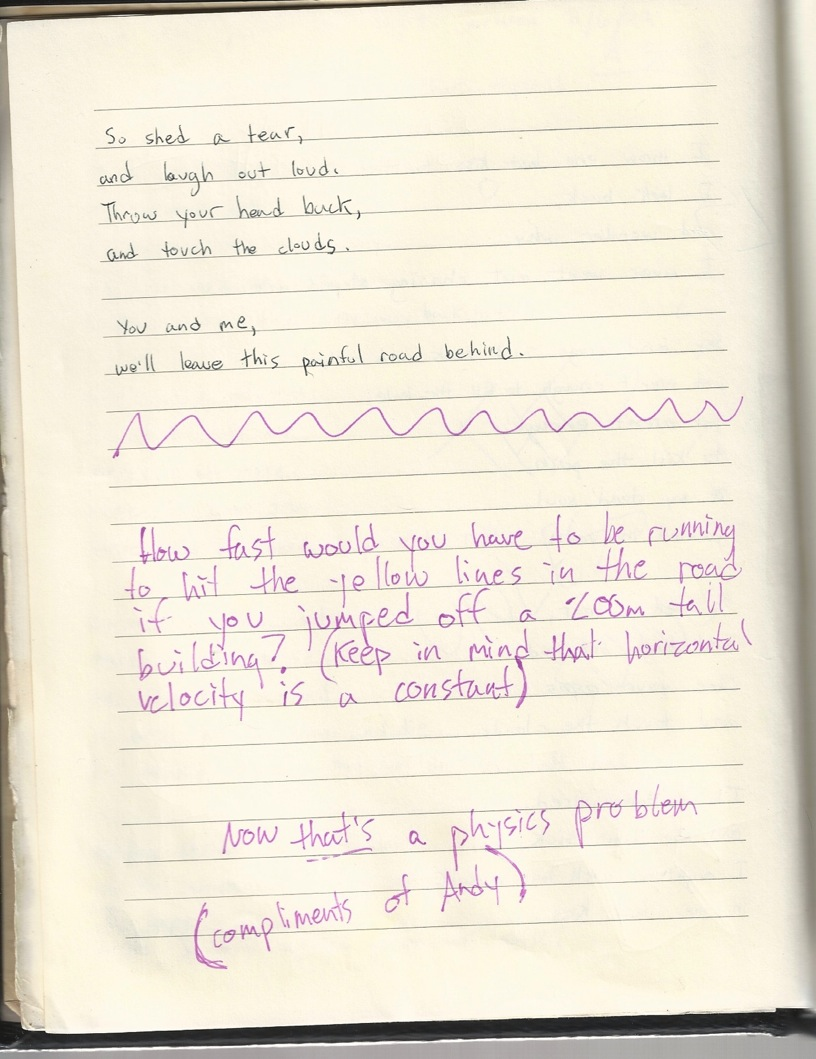 So shed a tear,
and laugh out loud.
Throw your head back,
and touch the clouds.
You and me,
we'll leave this painful road behind.
How fast would you have to be running
to hit the yellow lines in the road
if you jumped off a 200m tall
building? (Keep in mind that horizontal
velocity is a constant)
Now that's a physics problem
(compliments of Andy)